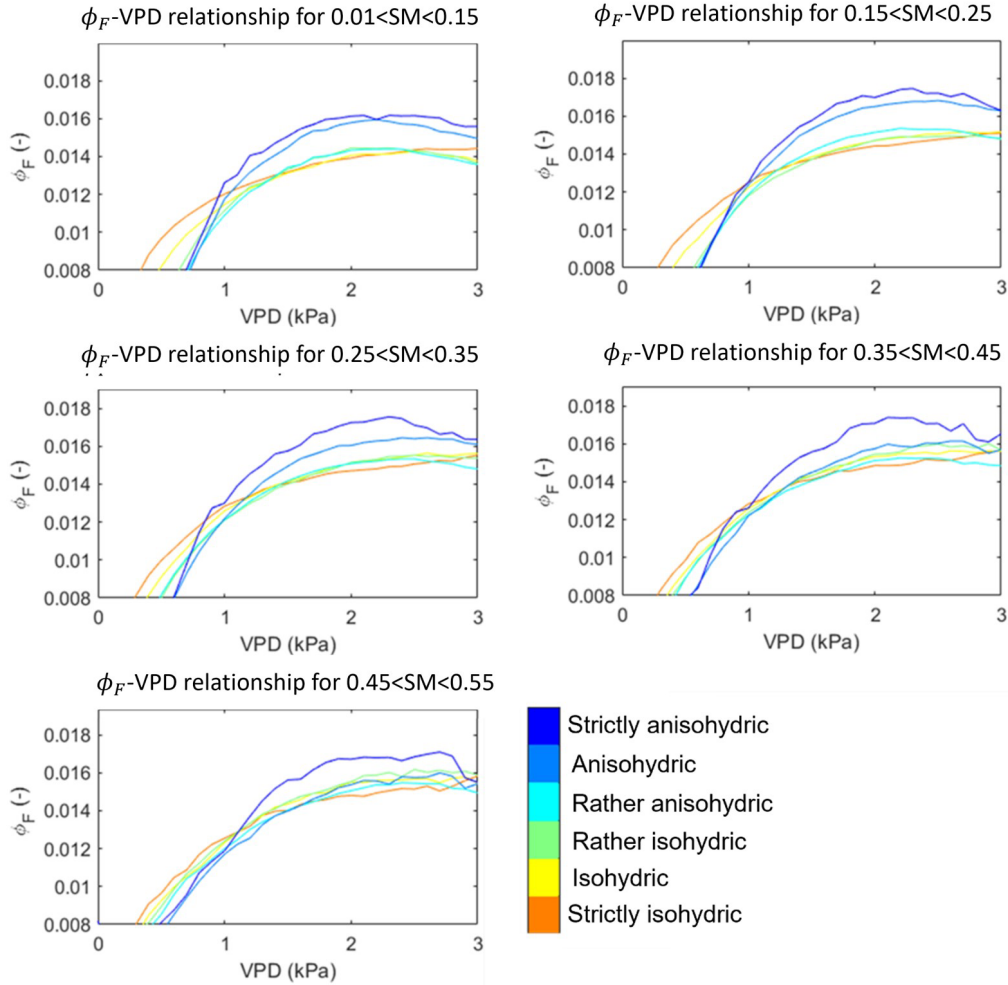 ϕF-VPD relationship for 0.01<SM<0.15
0.018
0.016
0.014
0.012
0.01
0.008
ϕF (-)
0 1 2 3
VPD (kPa)
ϕF-VPD relationship for 0.15<SM<0.25
0.018
0.016
0.014
0.012
0.01
0.008
ϕF (-)
0 1 2 3
VPD (kPa)
ϕF-VPD relationship for 0.25<SM<0.35
0.018
0.016
0.014
0.012
0.01
0.008
ϕF (-)
0 1 2 3
VPD (kPa)
ϕF-VPD relationship for 0.35<SM<0.45
0.018
0.016
0.014
0.012
0.01
0.008
ϕF (-)
0 1 2 3
VPD (kPa)
ϕF-VPD relationship for 0.45<SM<0.55
0.018
0.016
0.014
0.012
0.01
0.008
ϕF (-)
0 1 2 3
VPD (kPa)
Strictly anisohydric
Anisohydric
Rather anisohydric
Rather isohydric
Isohydric
Strictly isohydric